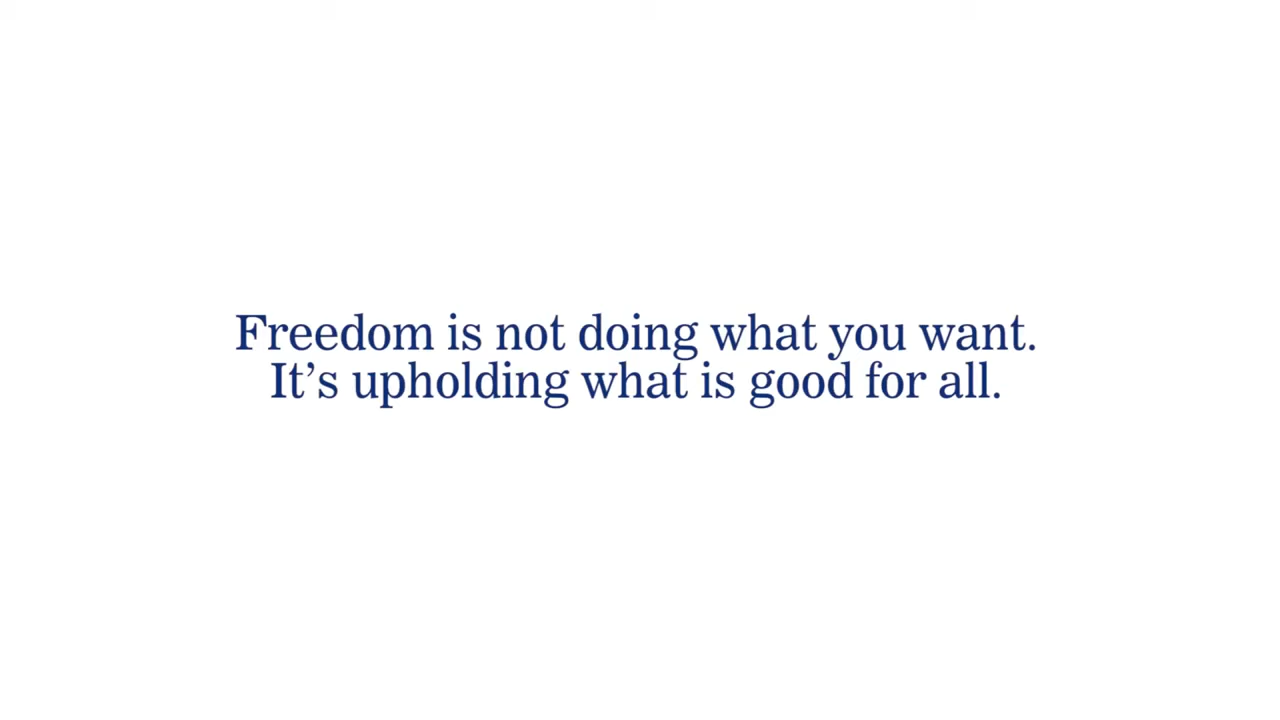 Freedom is not doing what you want.
It’s upholding what is good for all.